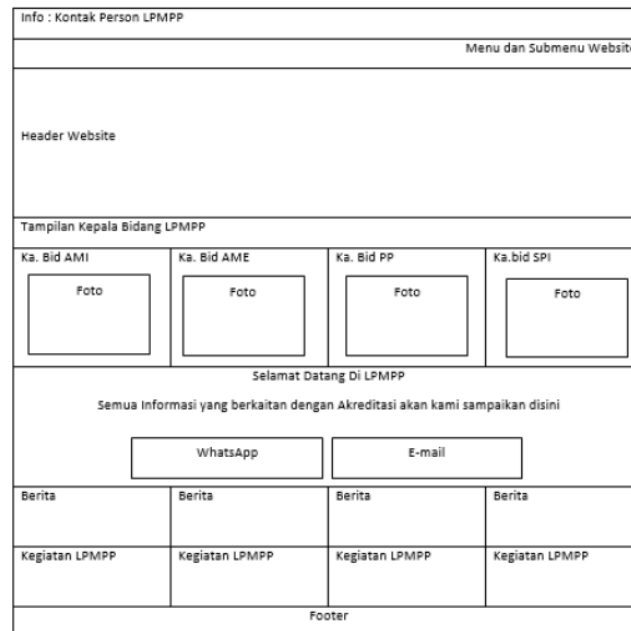 Info : Kontak Person LPMPP
Menu dan Submenu Website
Header Website
Tampilan Kepala Bidang LPMPP
Ka. Bid AMI
Ka. Bid AME
Ka. Bid PP
Ka.bid SPI
Foto
Foto
Foto
Foto
Selamat Datang Di LPMPP
Semua Informasi yang berkaitan dengan Akreditasi akan kami sampaikan disini
WhatsApp
E-mail
Berita
Berita
Berita
Berita
Kegiatan LPMPP
Kegiatan LPMPP
Kegiatan LPMPP
Kegiatan LPMPP
Footer